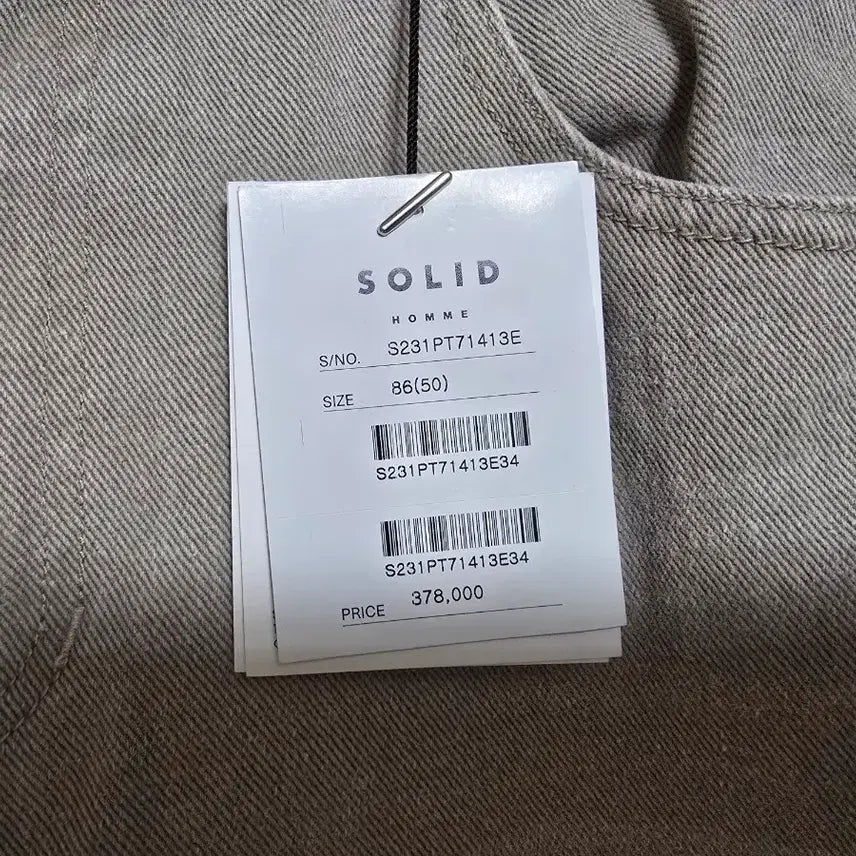 SOLID
HOMME
S/NO. S231PT71413E
SIZE 86(50)
S231PT71413E34
S231PT71413E34
PRICE 378,000